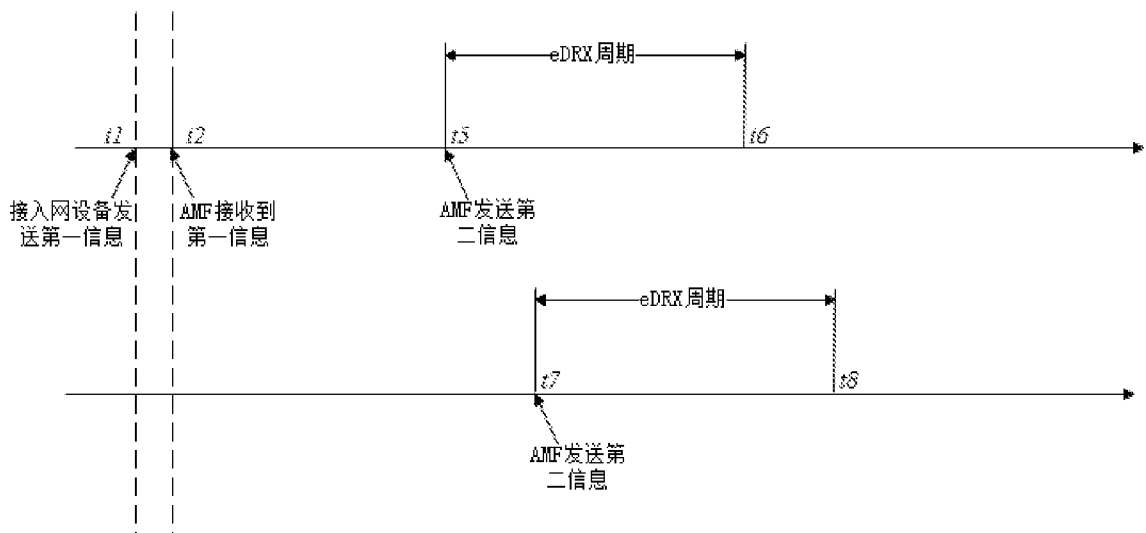 eDRX周期
t1
t2
t5
t6
接入网设备发
送第一信息
AMF接收到
第一信息
AMF发送第
二信息
eDRX周期
t7
t8
AMF发送第
二信息